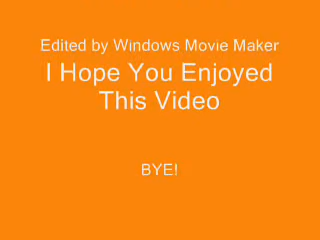 Edited by Windows Movie Maker
I Hope You Enjoyed
This Video
BYE!